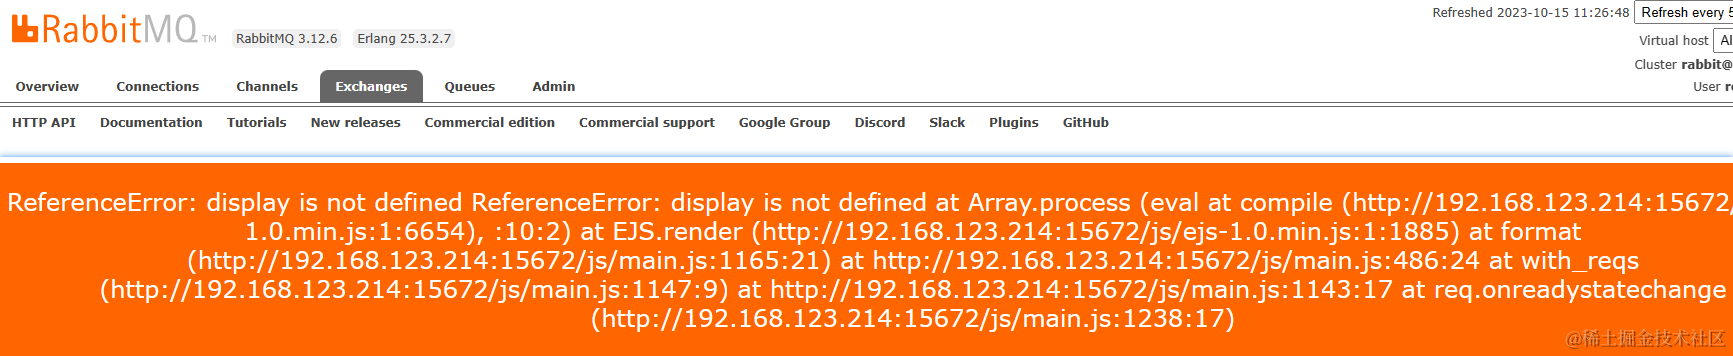 RabbitMQ TM RabbitMQ 3.12.6 Erlang 25.3.2.7
Refreshed 2023-10-15 11:26:48 Refresh every 5
Virtual host Al
Cluster rabbit@
User r
Overview Connections Channels Exchanges Queues Admin
HTTP API Documentation Tutorials New releases Commercial edition Commercial support Google Group Discord Slack Plugins GitHub
ReferenceError: display is not defined ReferenceError: display is not defined at Array.process (eval at compile (http://192.168.123.214:15672/
1.0.min.js:1:6654), :10:2) at EJS.render (http://192.168.123.214:15672/js/ejs-1.0.min.js:1:1885) at format
(http://192.168.123.214:15672/js/main.js:1165:21) at http://192.168.123.214:15672/js/main.js:486:24 at with_reqs
(http://192.168.123.214:15672/js/main.js:1147:9) at http://192.168.123.214:15672/js/main.js:1143:17 at req.onreadystatechange
(http://192.168.123.214:15672/js/main.js:1238:17)
@稀土掘金技术社区